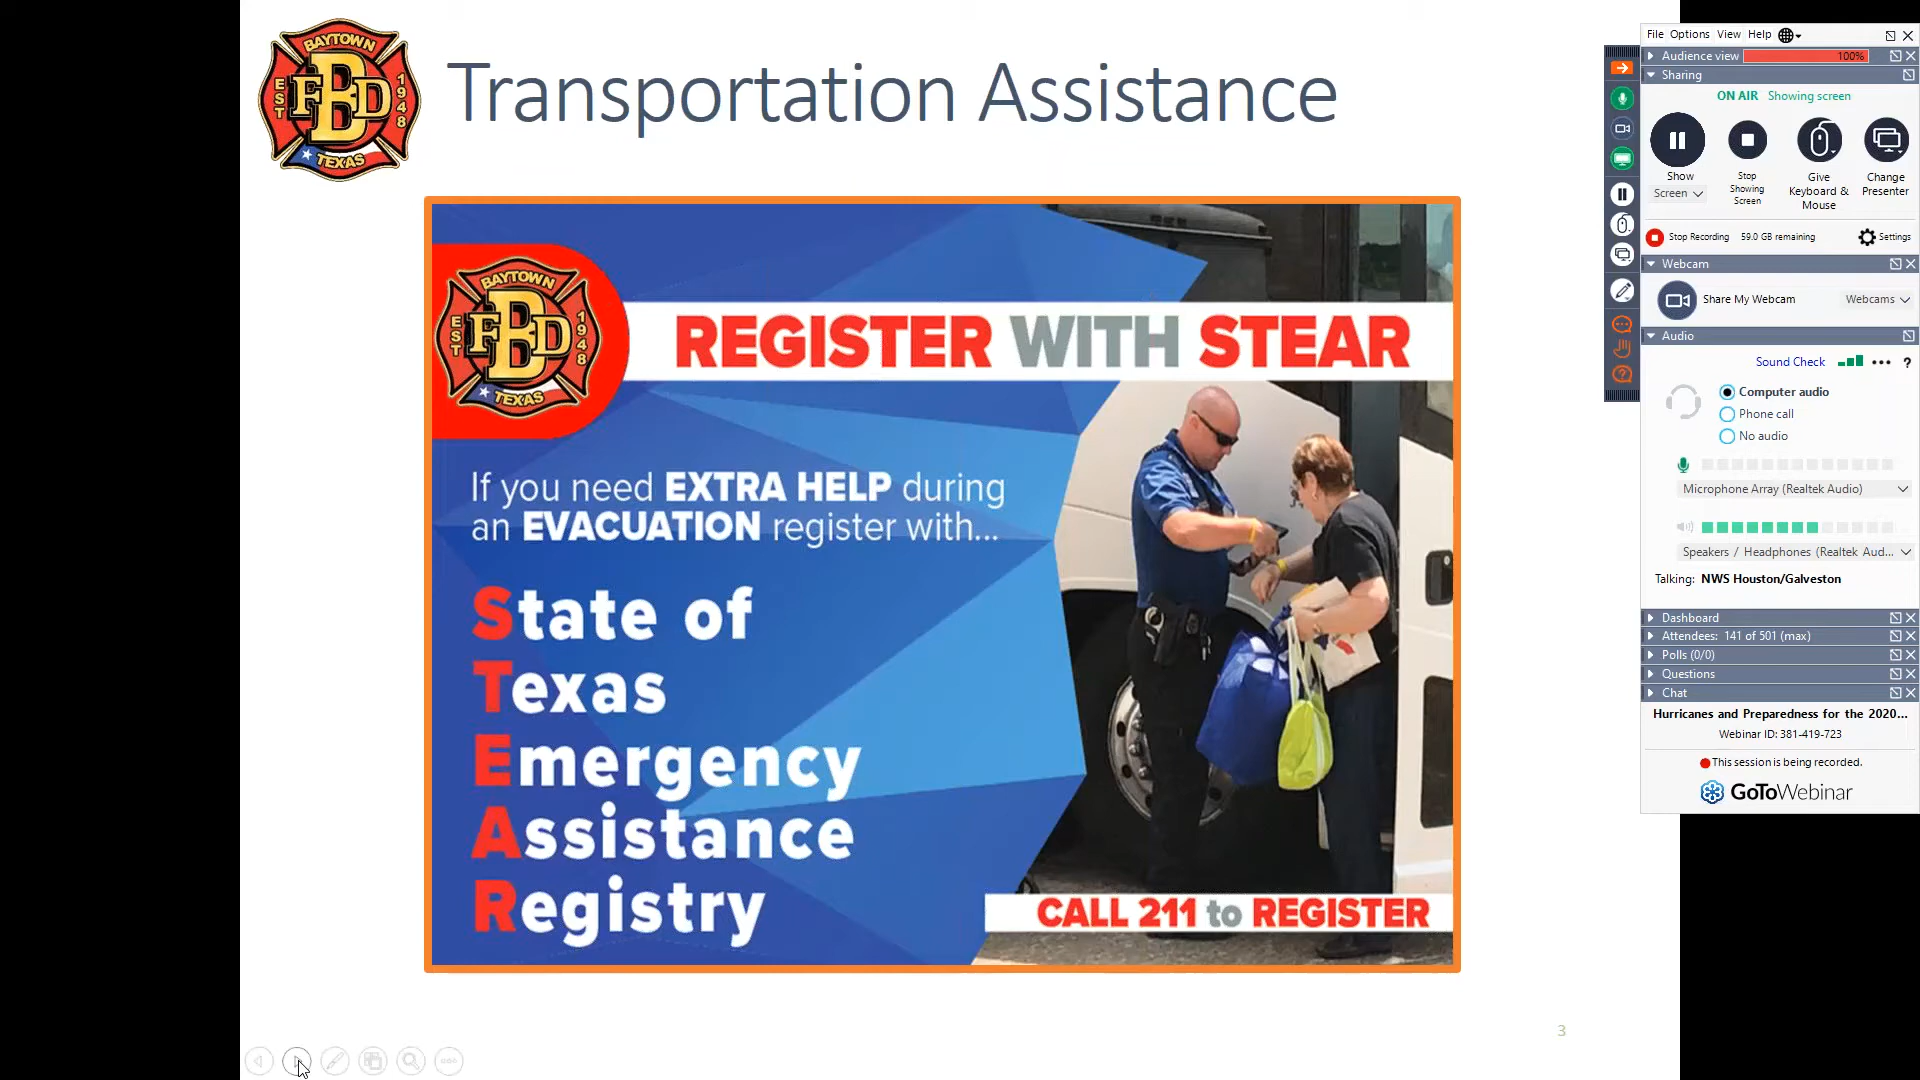 BAYTOWN
EST
FBD
1948
TEXAS
Transportation Assistance
BAYTOWN
EST
FBD
1948
TEXAS
REGISTER WITH STEAR
If you need EXTRA HELP during
an EVACUATION register with...
State of
Texas
Emergency
Assistance
Registry
CALL 211 to REGISTER
3
File Options View Help
Audience view 100%
Sharing
ON AIR Showing screen
Show
Screen
Stop
Showing
Screen
Give
Keyboard &
Mouse
Change
Presenter
Stop Recording 59.0 GB remaining Settings
Webcam
Share My Webcam Webcams
Audio
Sound Check ?
Computer audio
Phone call
No audio
Microphone Array (Realtek Audio)
Speakers / Headphones (Realtek Aud...
Talking: NWS Houston/Galveston
Dashboard
Attendees: 141 of 501 (max)
Polls (0/0)
Questions
Chat
Hurricanes and Preparedness for the 2020...
Webinar ID: 381-419-723
This session is being recorded.
GoToWebinar